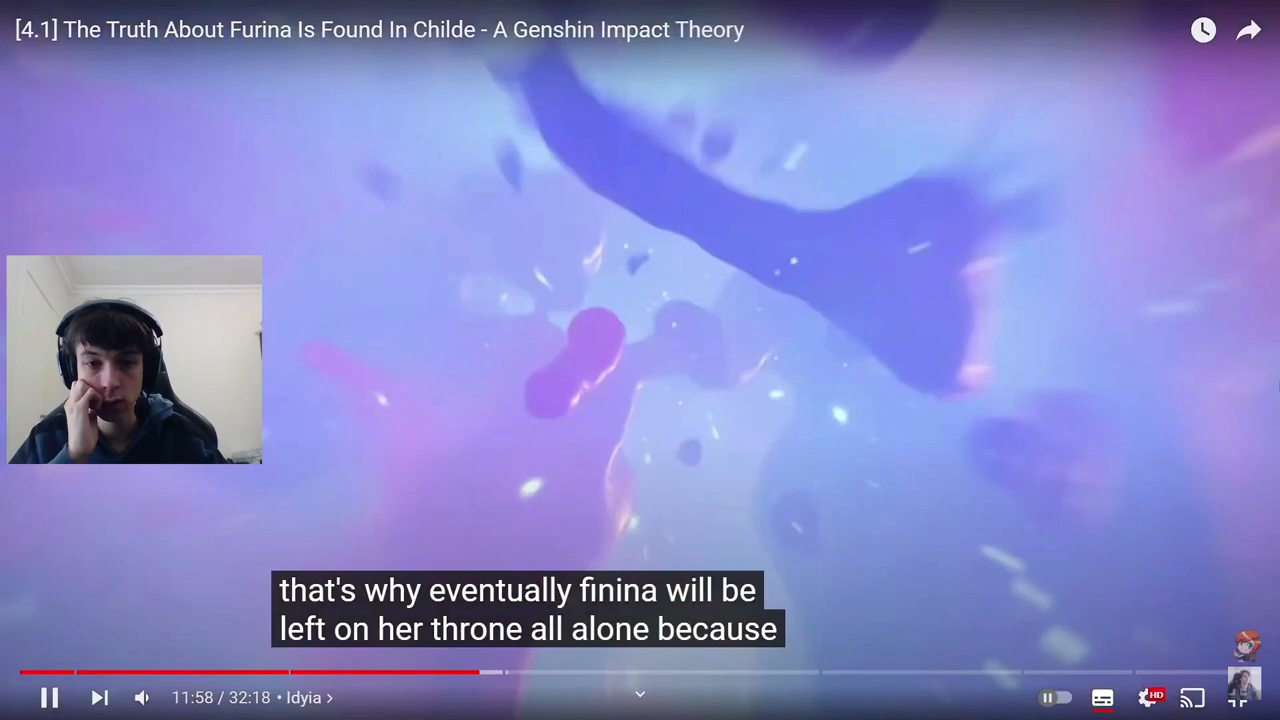 [4.1] The Truth About Furina Is Found In Childe - A Genshin Impact Theory
that's why eventually finina will be
left on her throne all alone because
11:58 / 32:18 • Idyia >
HD